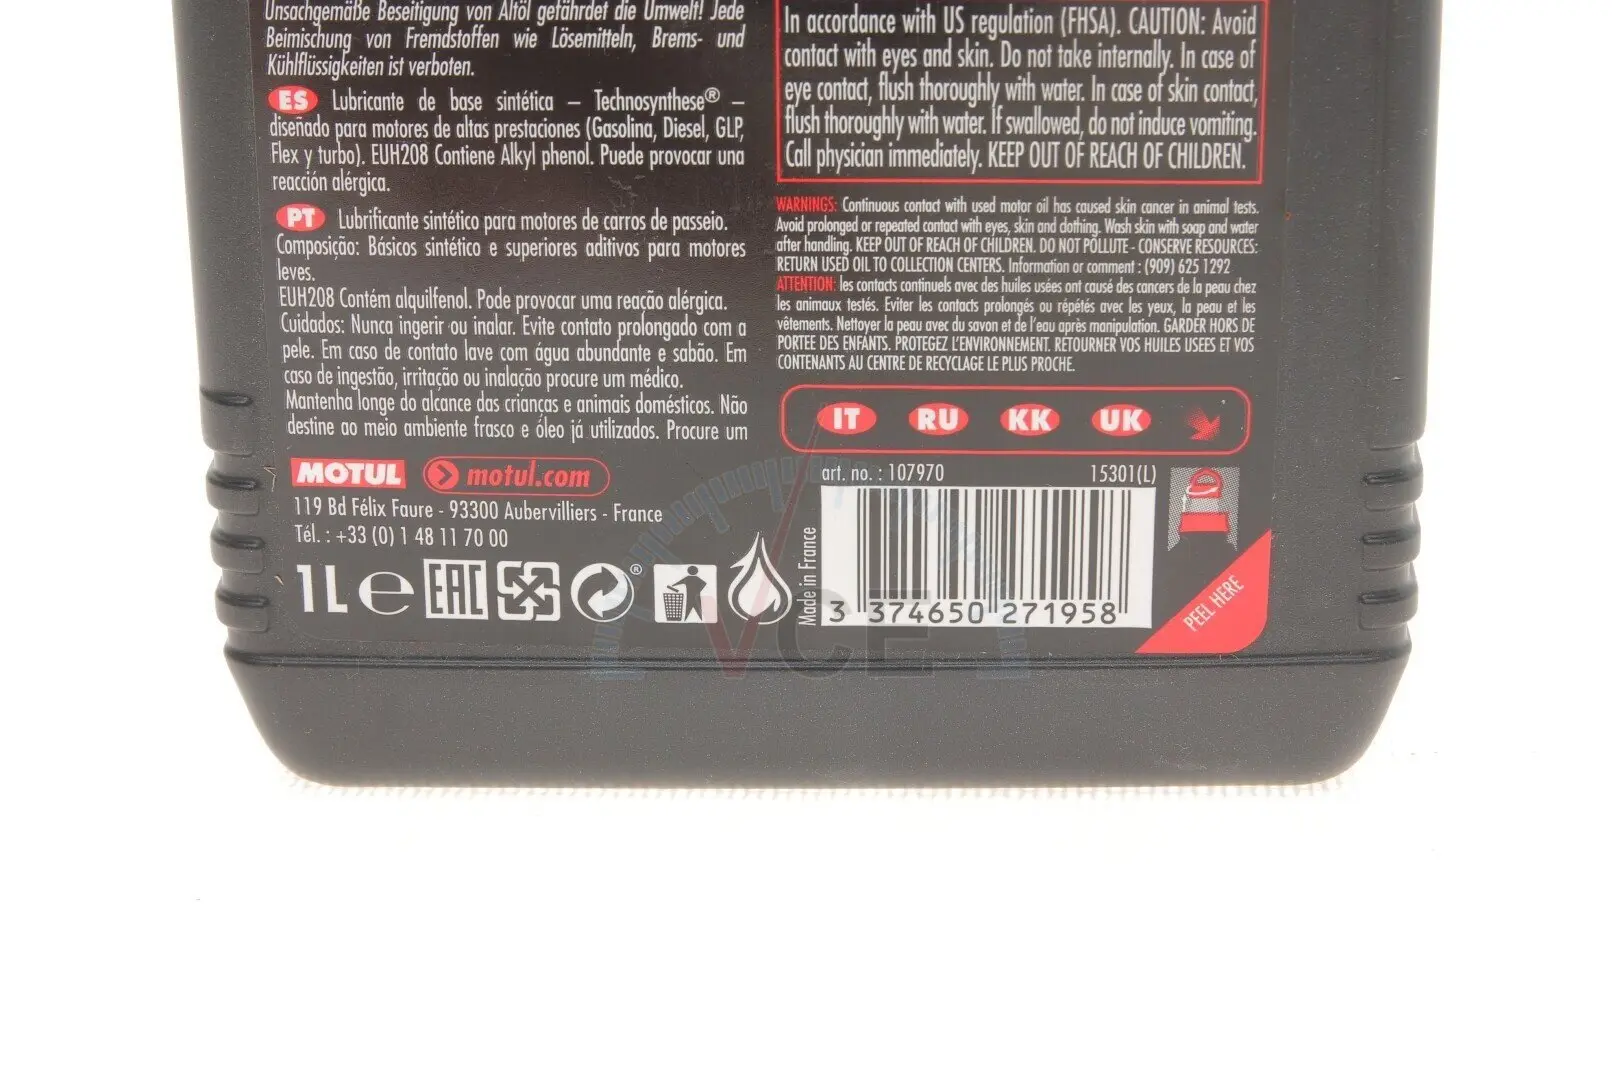 Unsachgemäße Beseitigung von Altöl gefährdet die Umwelt! Jede
Beimischung von Fremdstoffen wie Lösemitteln, Brems- und
Kühlflüssigkeiten ist verboten.
ES Lubricante de base sintética – Technosynthese® –
diseñado para motores de altas prestaciones (Gasolina, Diesel, GLP,
Flex y turbo). EUH208 Contiene Alkyl phenol. Puede provocar una
reacción alérgica.
PT Lubrificante sintético para motores de carros de passeio.
Composição: Básicos sintético e superiores aditivos para motores
leves.
EUH208 Contém alquilfenol. Pode provocar uma reação alérgica.
Cuidados: Nunca ingerir ou inalar. Evite contato prolongado com a
pele. Em caso de contato lave com água abundante e sabão. Em
caso de ingestão, irritação ou inalação procure um médico.
Mantenha longe do alcance das crianças e animais domésticos. Não
destine ao meio ambiente frasco e óleo já utilizados. Procure um
MOTUL motul.com
119 Bd Félix Faure - 93300 Aubervilliers - France
Tél. : +33 (0) 1 48 11 70 00
1L e EAC ®
In accordance with US regulation (FHSA). CAUTION: Avoid
contact with eyes and skin. Do not take internally. In case of
eye contact, flush thoroughly with water. In case of skin contact,
flush thoroughly with water. If swallowed, do not induce vomiting.
Call physician immediately. KEEP OUT OF REACH OF CHILDREN.
WARNINGS: Continuous contact with used motor oil has caused skin cancer in animal tests.
Avoid prolonged or repeated contact with eyes, skin and clothing. Wash skin with soap and water
after handling. KEEP OUT OF REACH OF CHILDREN. DO NOT POLLUTE - CONSERVE RESOURCES:
RETURN USED OIL TO COLLECTION CENTERS. Information or comment : (909) 625 1292
ATTENTION: les contacts continuels avec des huiles usées ont causé des cancers de la peau chez
les animaux testés. Eviter les contacts prolongés ou répétés avec les yeux, la peau et les
vêtements. Nettoyer la peau avec du savon et de l'eau après manipulation. GARDER HORS DE
PORTEE DES ENFANTS. PROTEGEZ L'ENVIRONNEMENT. RETOURNER VOS HUILES USEES ET VOS
CONTENANTS AU CENTRE DE RECYCLAGE LE PLUS PROCHE.
IT RU KK UK
art. no. : 107970 15301(L)
Made in France
3 374650 271958
PEEL HERE
VCE